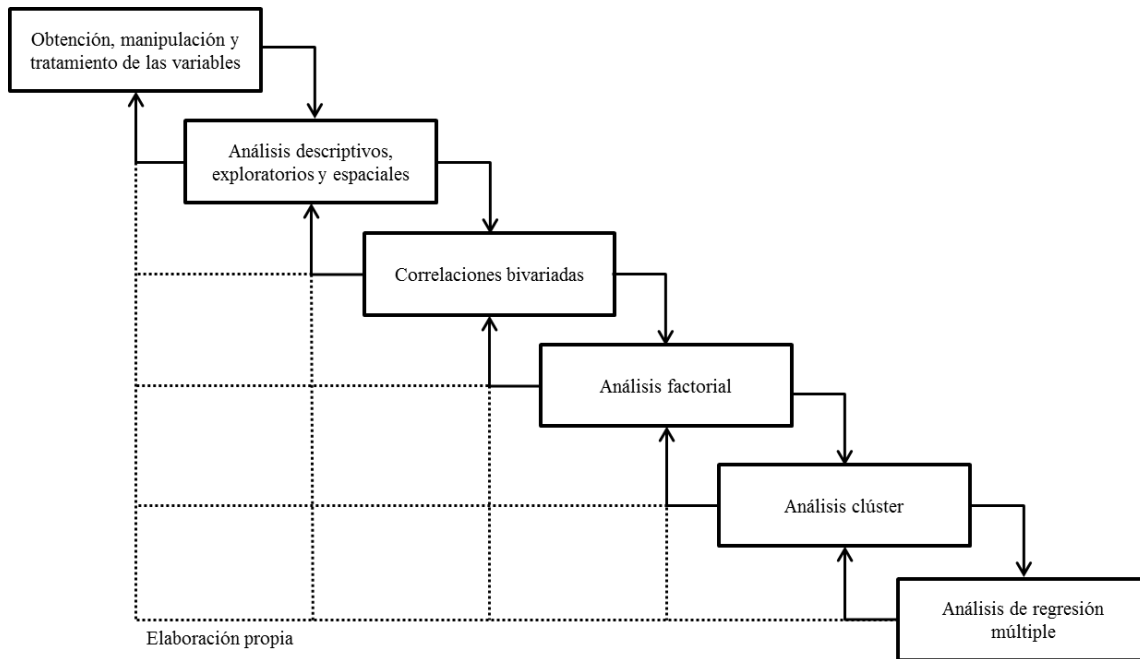 Obtención, manipulación y
tratamiento de las variables
Análisis descriptivos,
exploratorios y espaciales
Correlaciones bivariadas
Análisis factorial
Análisis clúster
Análisis de regresión
múltiple
Elaboración propia